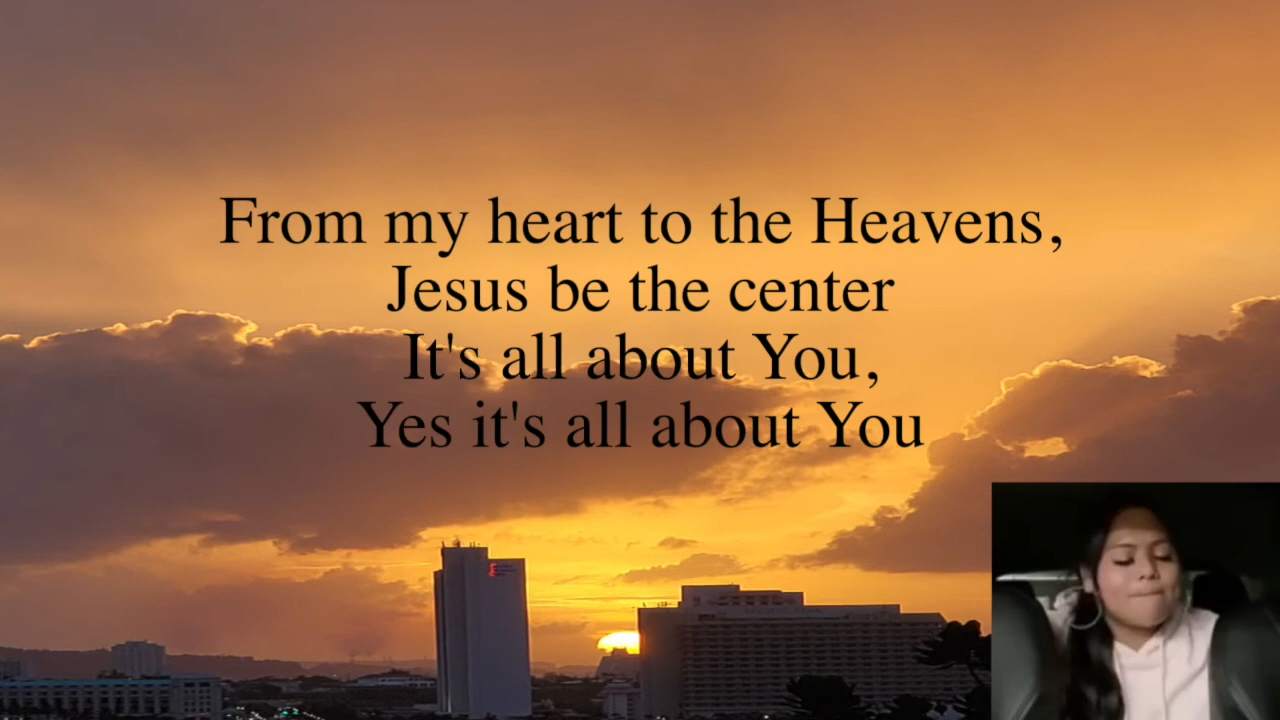 From my heart to the Heavens,
Jesus be the center
It's all about You,
Yes it's all about You